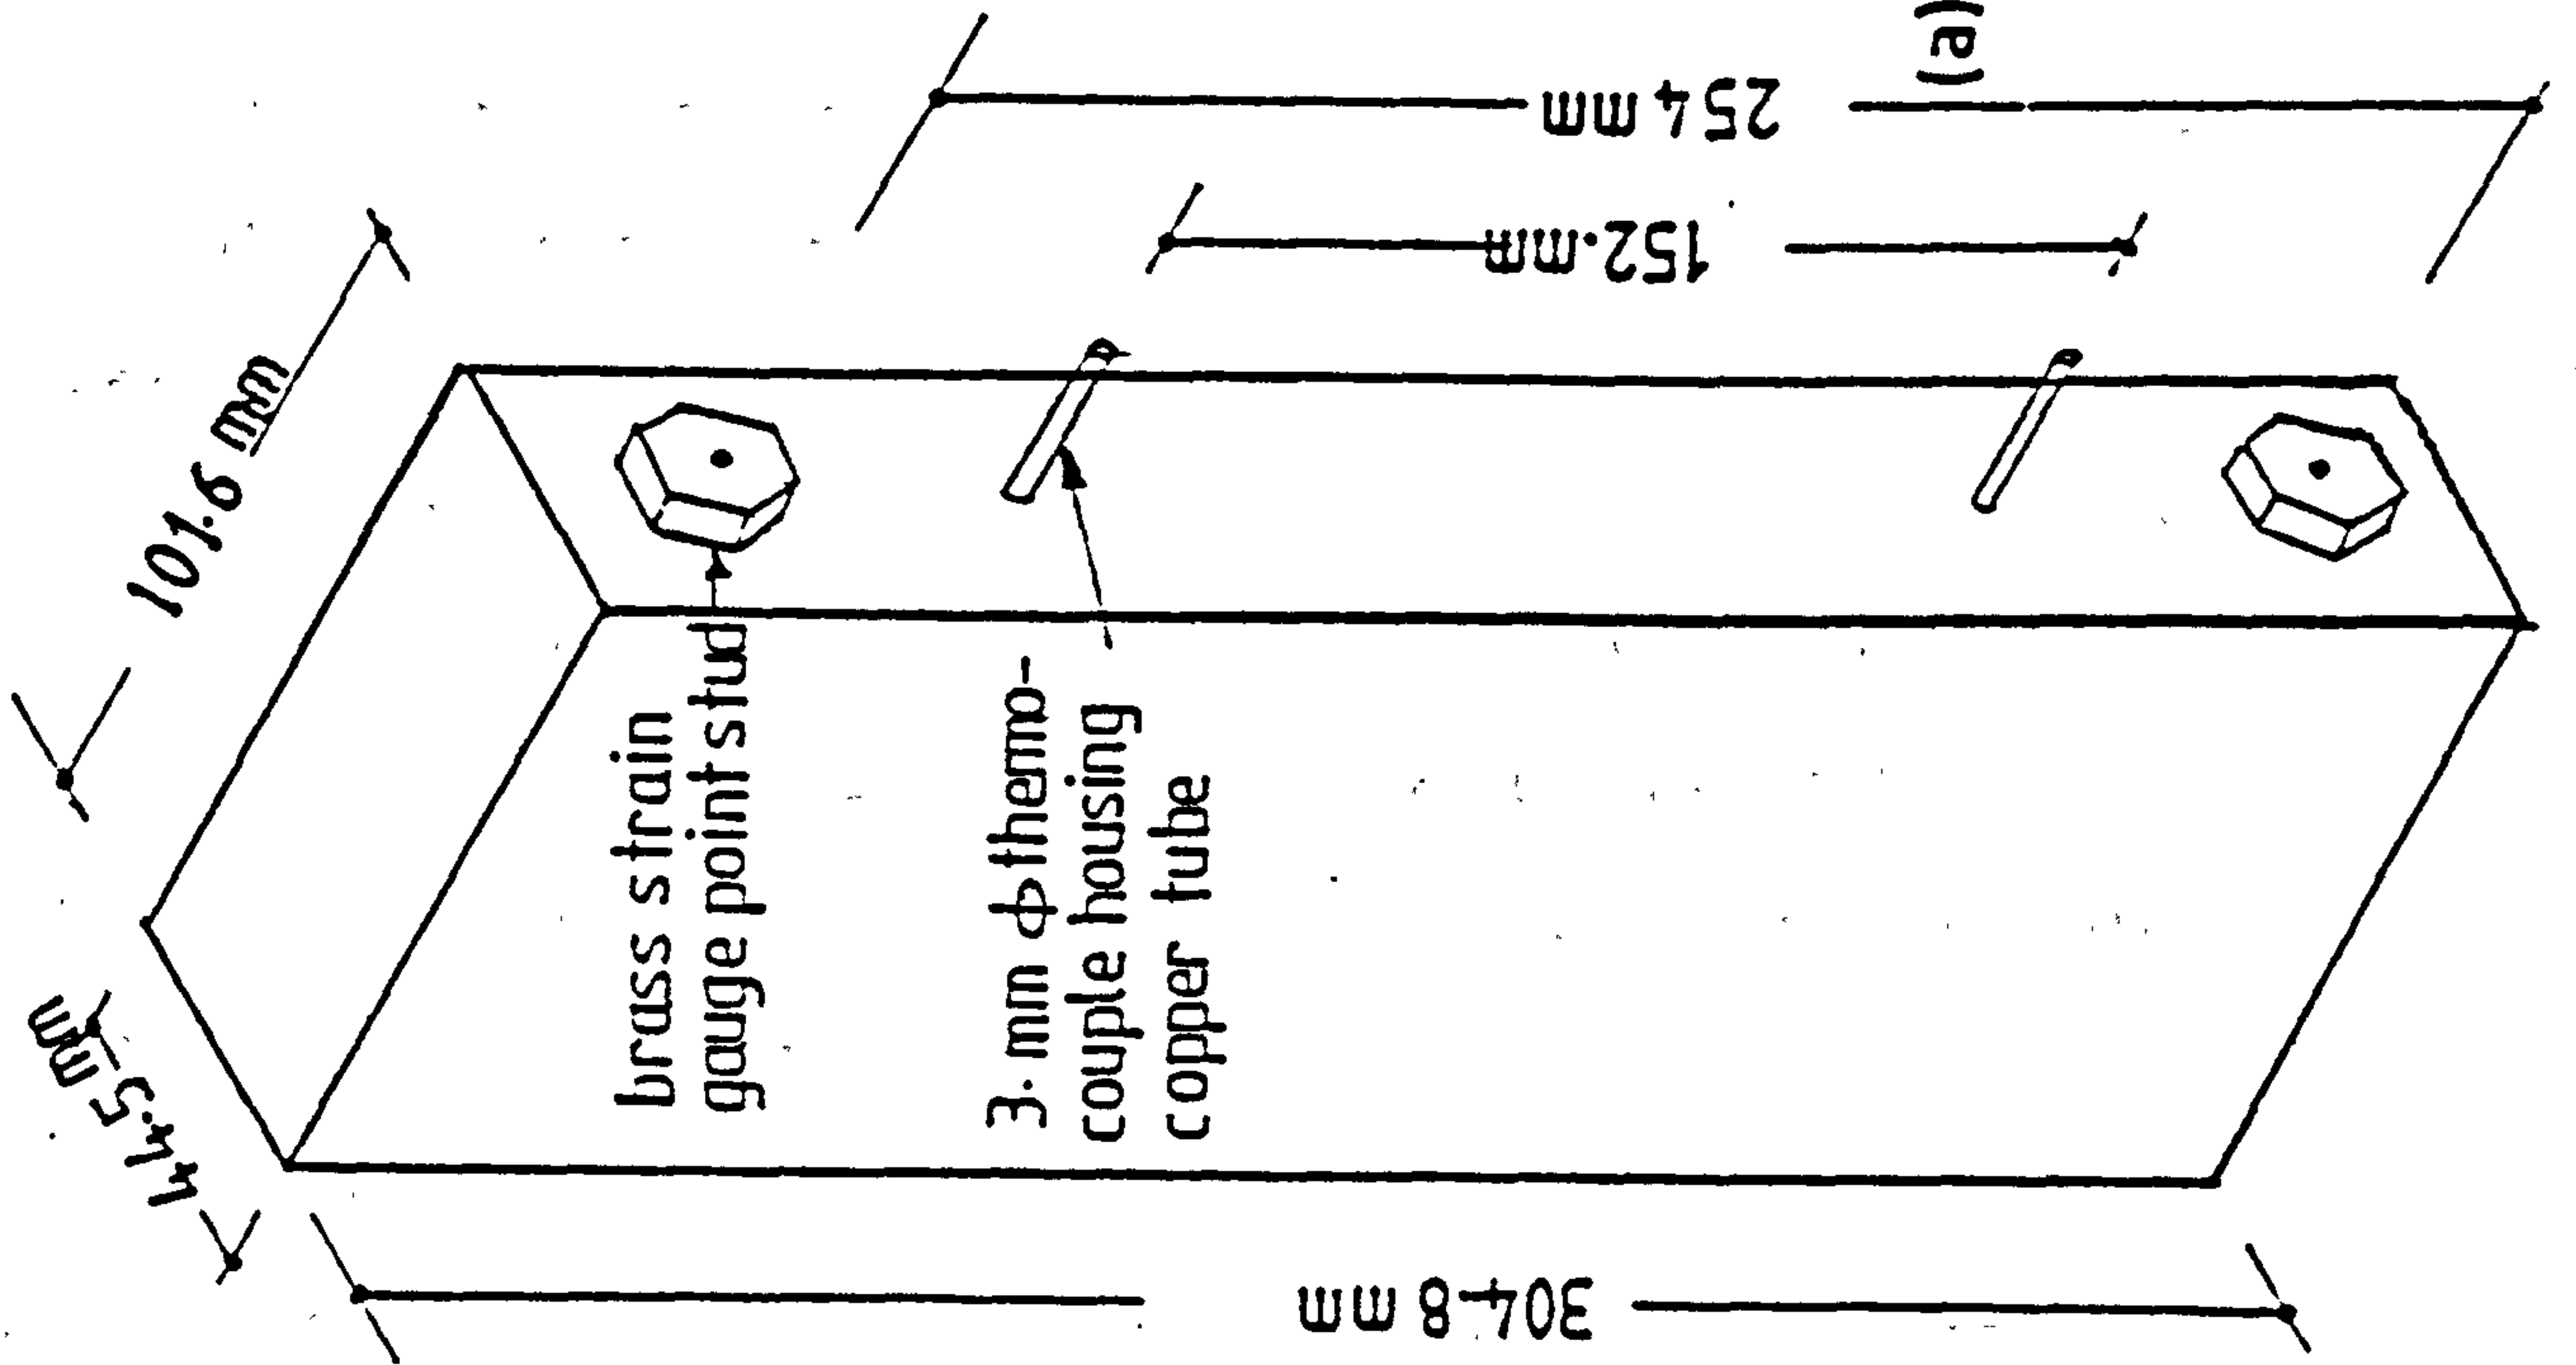 101.6 mm
44.5 mm
304.8 mm
254 mm
152.mm
brass strain
gauge point stud
3. mm ϕ themo-
couple housing
copper tube
(a)